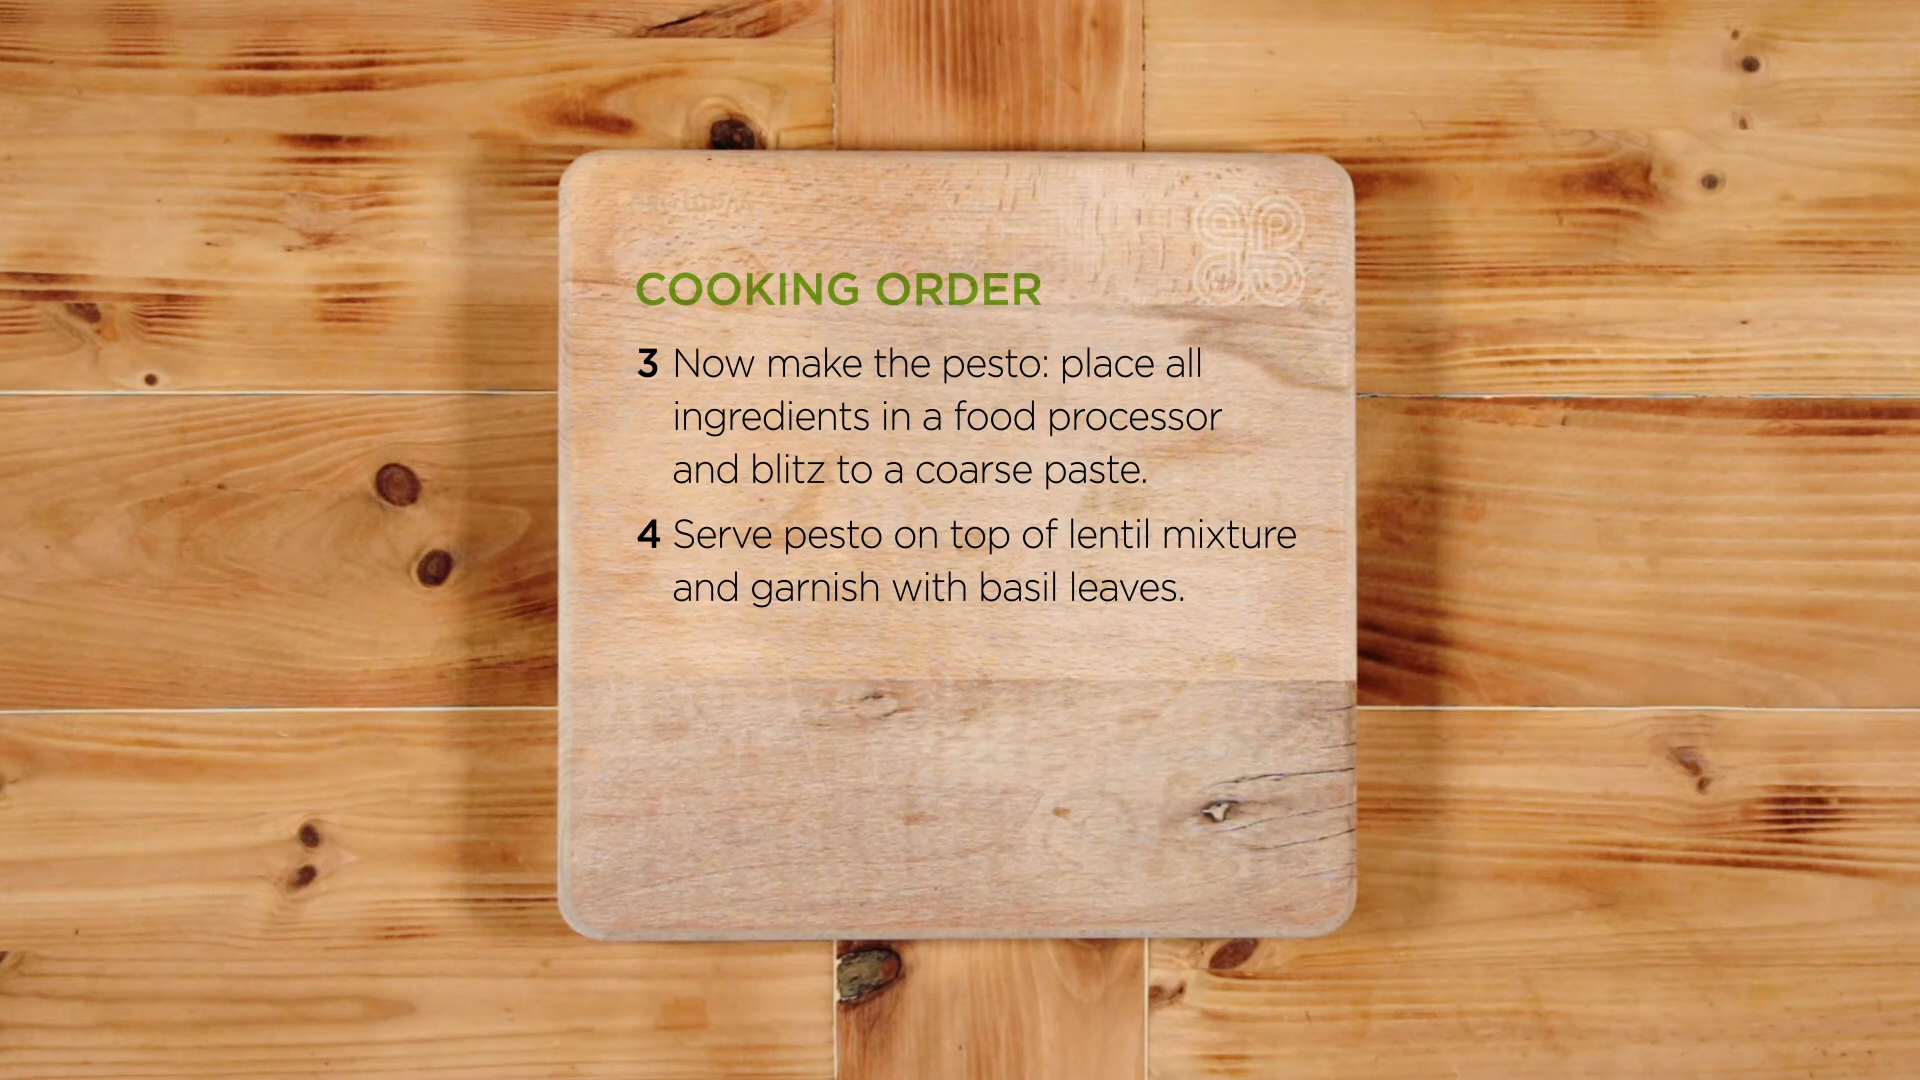 COOKING ORDER
3 Now make the pesto: place all
ingredients in a food processor
and blitz to a coarse paste.
4 Serve pesto on top of lentil mixture
and garnish with basil leaves.